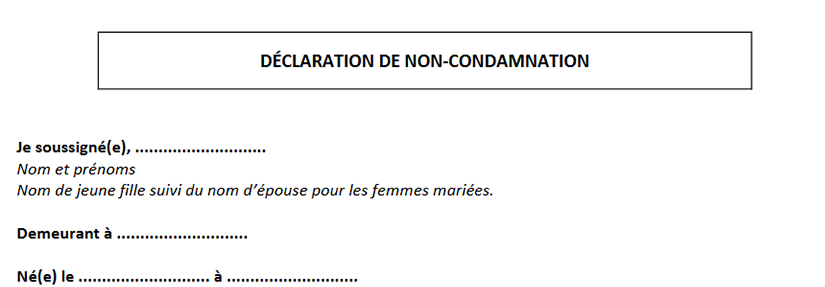 DÉCLARATION DE NON-CONDAMNATION
Je soussigné(e), ............................
Nom et prénoms
Nom de jeune fille suivi du nom d’épouse pour les femmes mariées.
Demeurant à ............................
Né(e) le ............................ à ............................